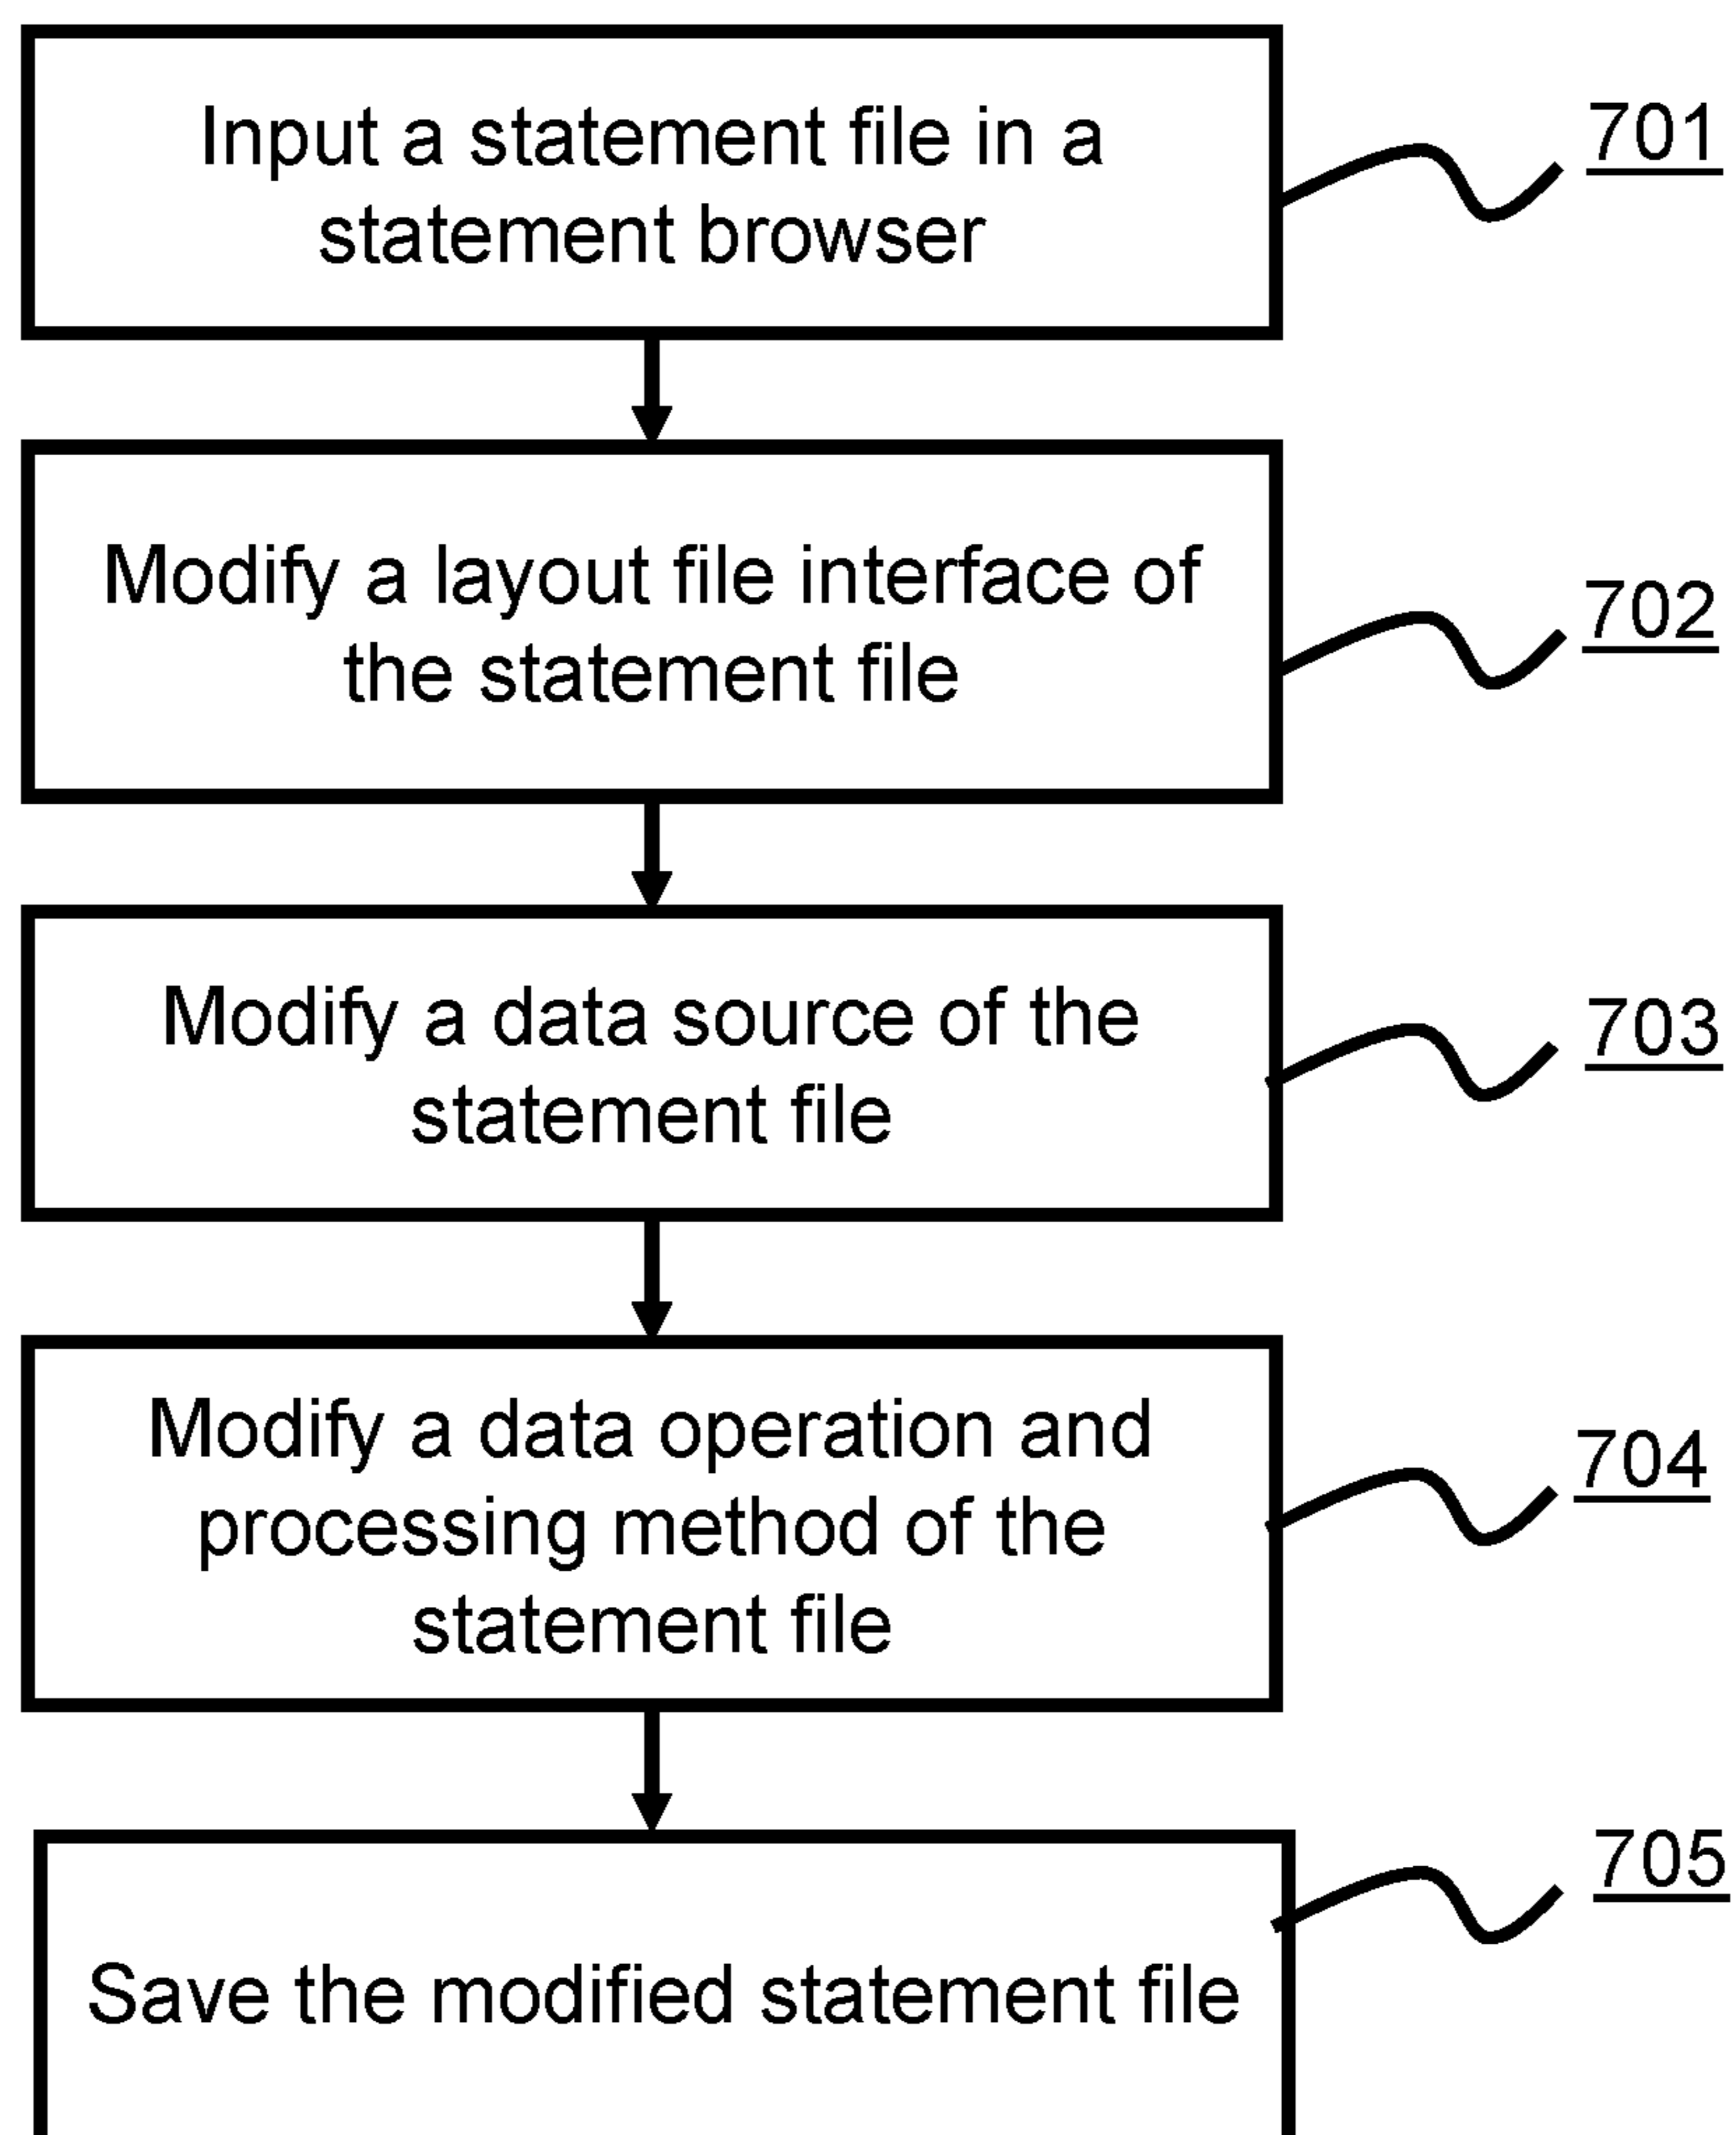 Input a statement file in a
statement browser
701
Modify a layout file interface of
the statement file
702
Modify a data source of the
statement file
703
Modify a data operation and
processing method of the
statement file
704
Save the modified statement file
705